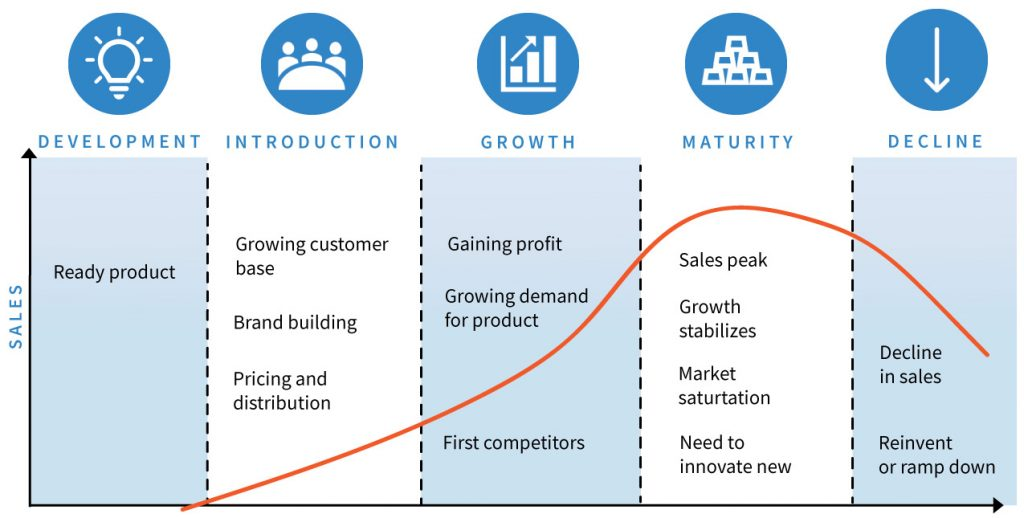 DEVELOPMENT
INTRODUCTION
GROWTH
MATURITY
DECLINE
SALES
Ready product
Growing customer
base
Brand building
Pricing and
distribution
Gaining profit
Growing demand
for product
First competitors
Sales peak
Growth
stabilizes
Market
saturtation
Need to
innovate new
Decline
in sales
Reinvent
or ramp down